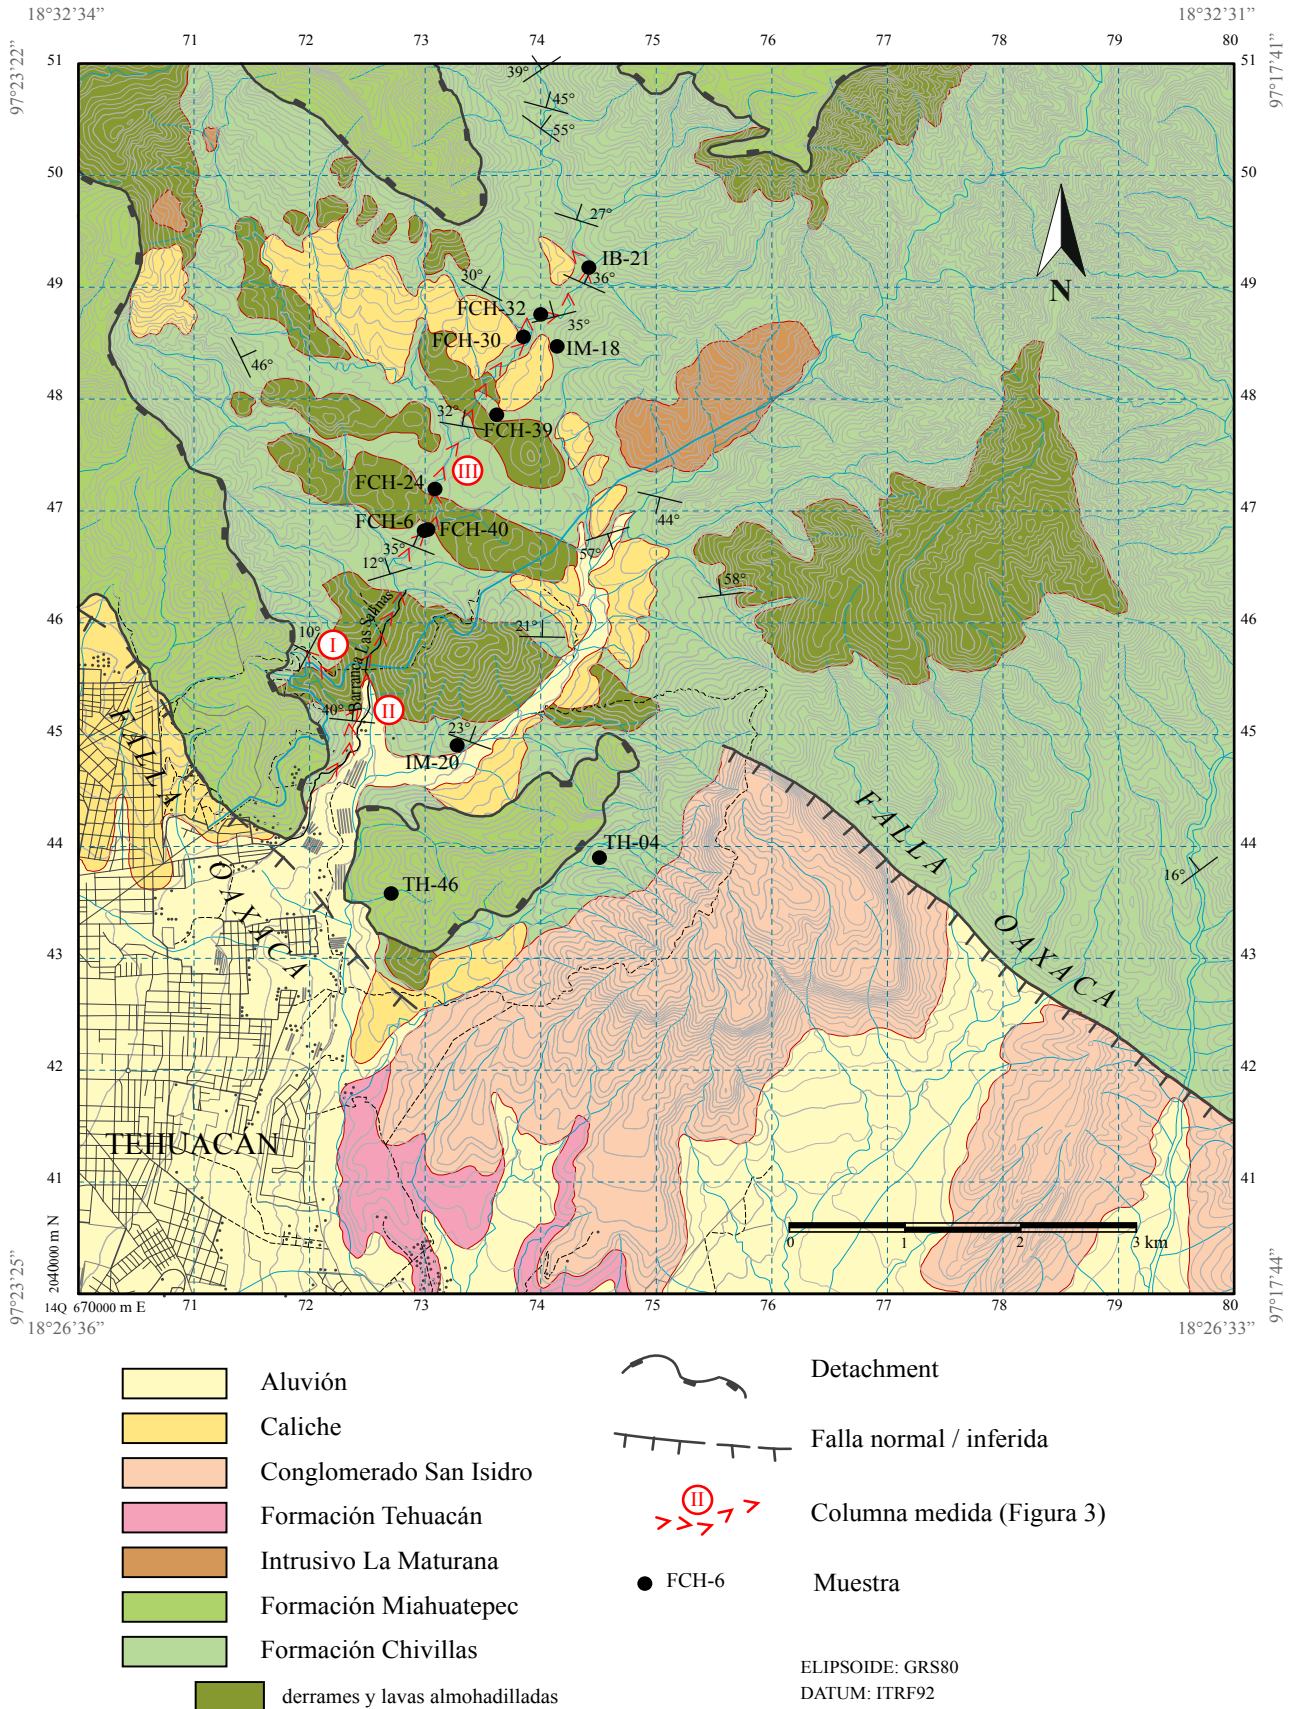 18°32’34”
18°32’31”
97°23’22”
97°17’41”
71 72 73 74 75 76 77 78 79 80
51 51
50 50
49 49
48 48
47 47
46 46
45 45
44 44
43 43
42 42
41 41
39°
45°
55°
27°
IB-21
30°
36°
FCH-32
35°
FCH-30
IM-18
46°
32°
FCH-39
III
FCH-24
FCH-6
FCH-40
44°
35°
57°
12°
58°
Barranca Las Salinas
10°
I
21°
40°
II
23°
IM-20
FALLA OAXACA
FALLA OAXACA
TH-04
16°
TH-46
N
TEHUACÁN
0 1 2 3 km
2040000 m N
14Q 670000 m E
71 72 73 74 75 76 77 78 79 80
97°23’25”
97°17’44”
18°26’36”
18°26’33”
Aluvión
Caliche
Conglomerado San Isidro
Formación Tehuacán
Intrusivo La Maturana
Formación Miahuatepec
Formación Chivillas
derrames y lavas almohadilladas
Detachment
Falla normal / inferida
II
Columna medida (Figura 3)
FCH-6
Muestra
ELIPSOIDE: GRS80
DATUM: ITRF92